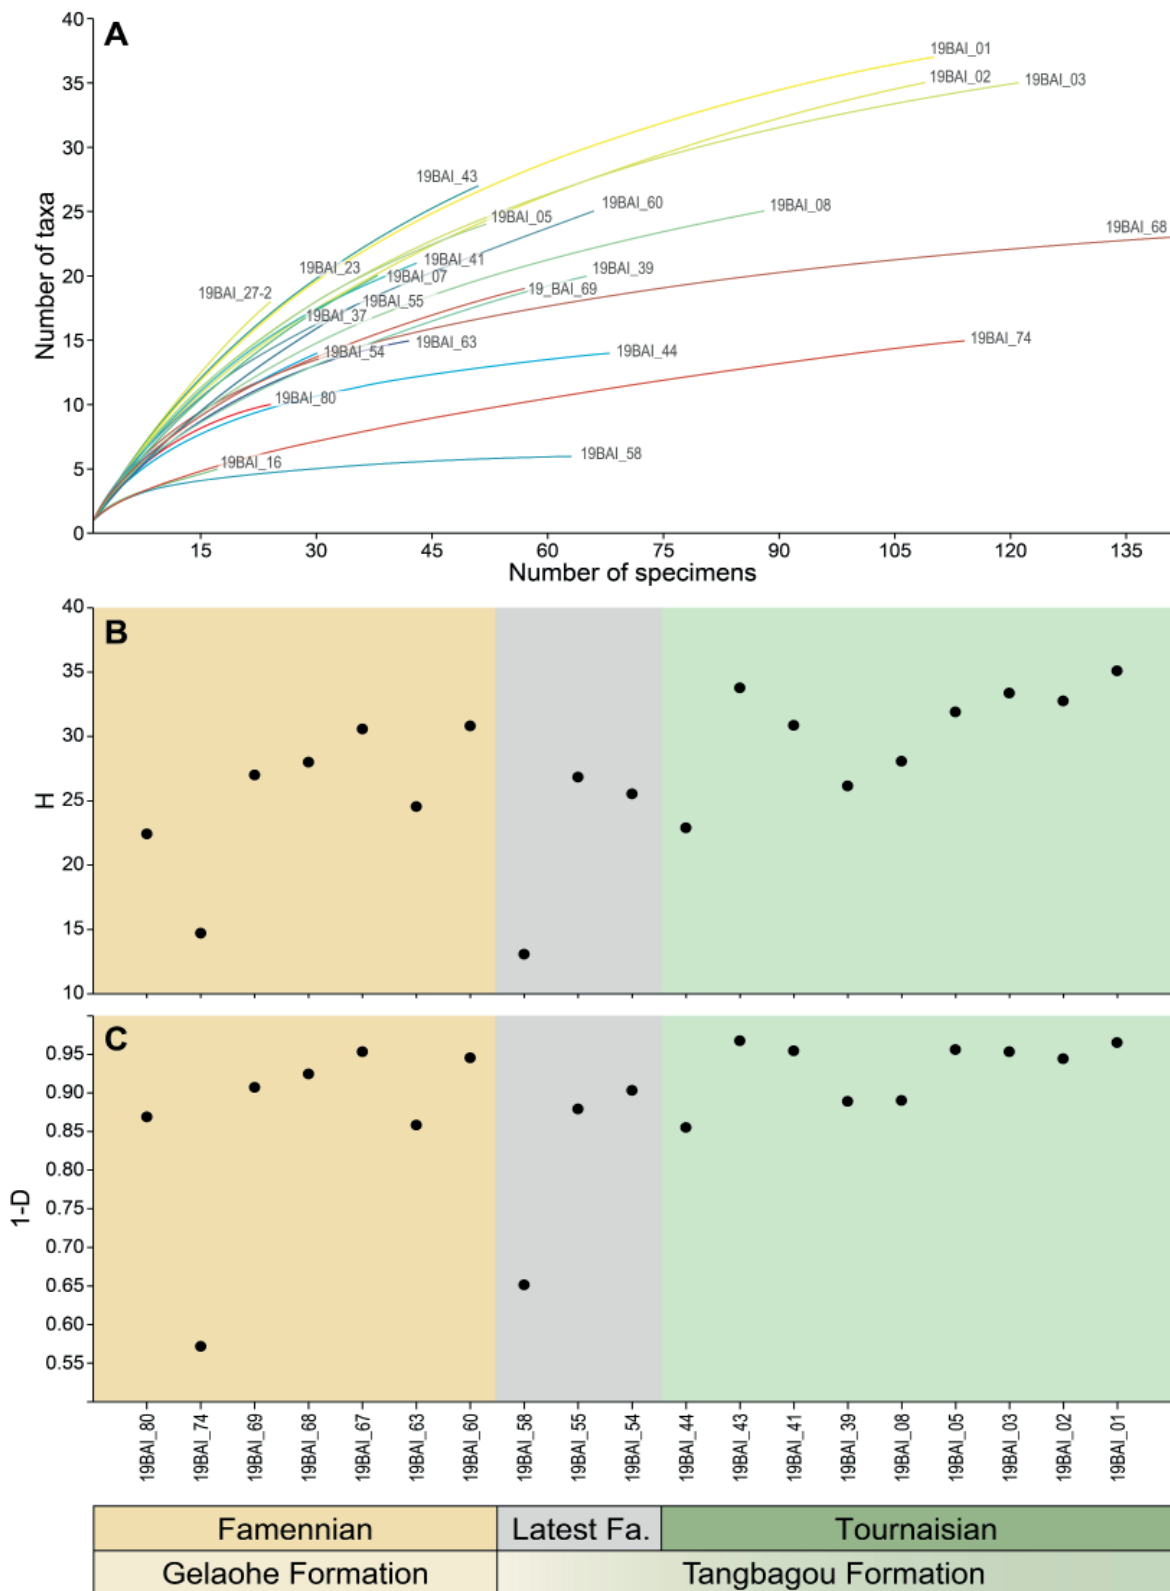 A
40
35
30
25
20
15
10
5
0
Number of taxa
19BAI_01
19BAI_02
19BAI_03
19BAI_43
19BAI_60
19BAI_08
19BAI_05
19BAI_68
19BAI_23
19BAI_41
19BAI_39
19BAI_07
19BAI_27-2
19_BAI_69
19BAI_55
19BAI_37
19BAI_63
19BAI_74
19BAI_54
19BAI_44
19BAI_80
19BAI_16
19BAI_58
15 30 45 60 75 90 105 120 135
Number of specimens
B
40
35
30
25
20
15
10
H
C
0.95
0.90
0.85
0.80
0.75
0.70
0.65
0.60
0.55
1-D
19BAI_80
19BAI_74
19BAI_69
19BAI_68
19BAI_67
19BAI_63
19BAI_60
19BAI_58
19BAI_55
19BAI_54
19BAI_44
19BAI_43
19BAI_41
19BAI_39
19BAI_08
19BAI_05
19BAI_03
19BAI_02
19BAI_01
Famennian Latest Fa. Tournaisian
Gelaohe Formation Tangbagou Formation